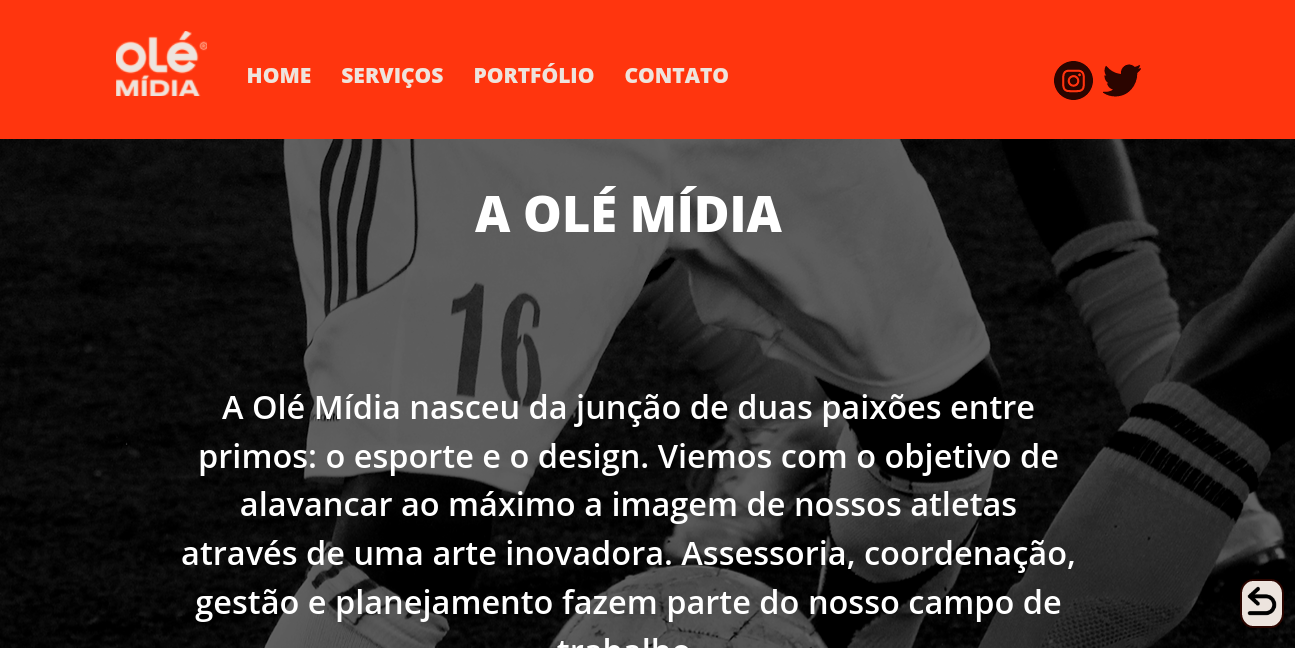 olé®
MÍDIA
HOME SERVIÇOS PORTFÓLIO CONTATO
A OLÉ MÍDIA
16
A Olé Mídia nasceu da junção de duas paixões entre
primos: o esporte e o design. Viemos com o objetivo de
alavancar ao máximo a imagem de nossos atletas
através de uma arte inovadora. Assessoria, coordenação,
gestão e planejamento fazem parte do nosso campo de
trabalho.